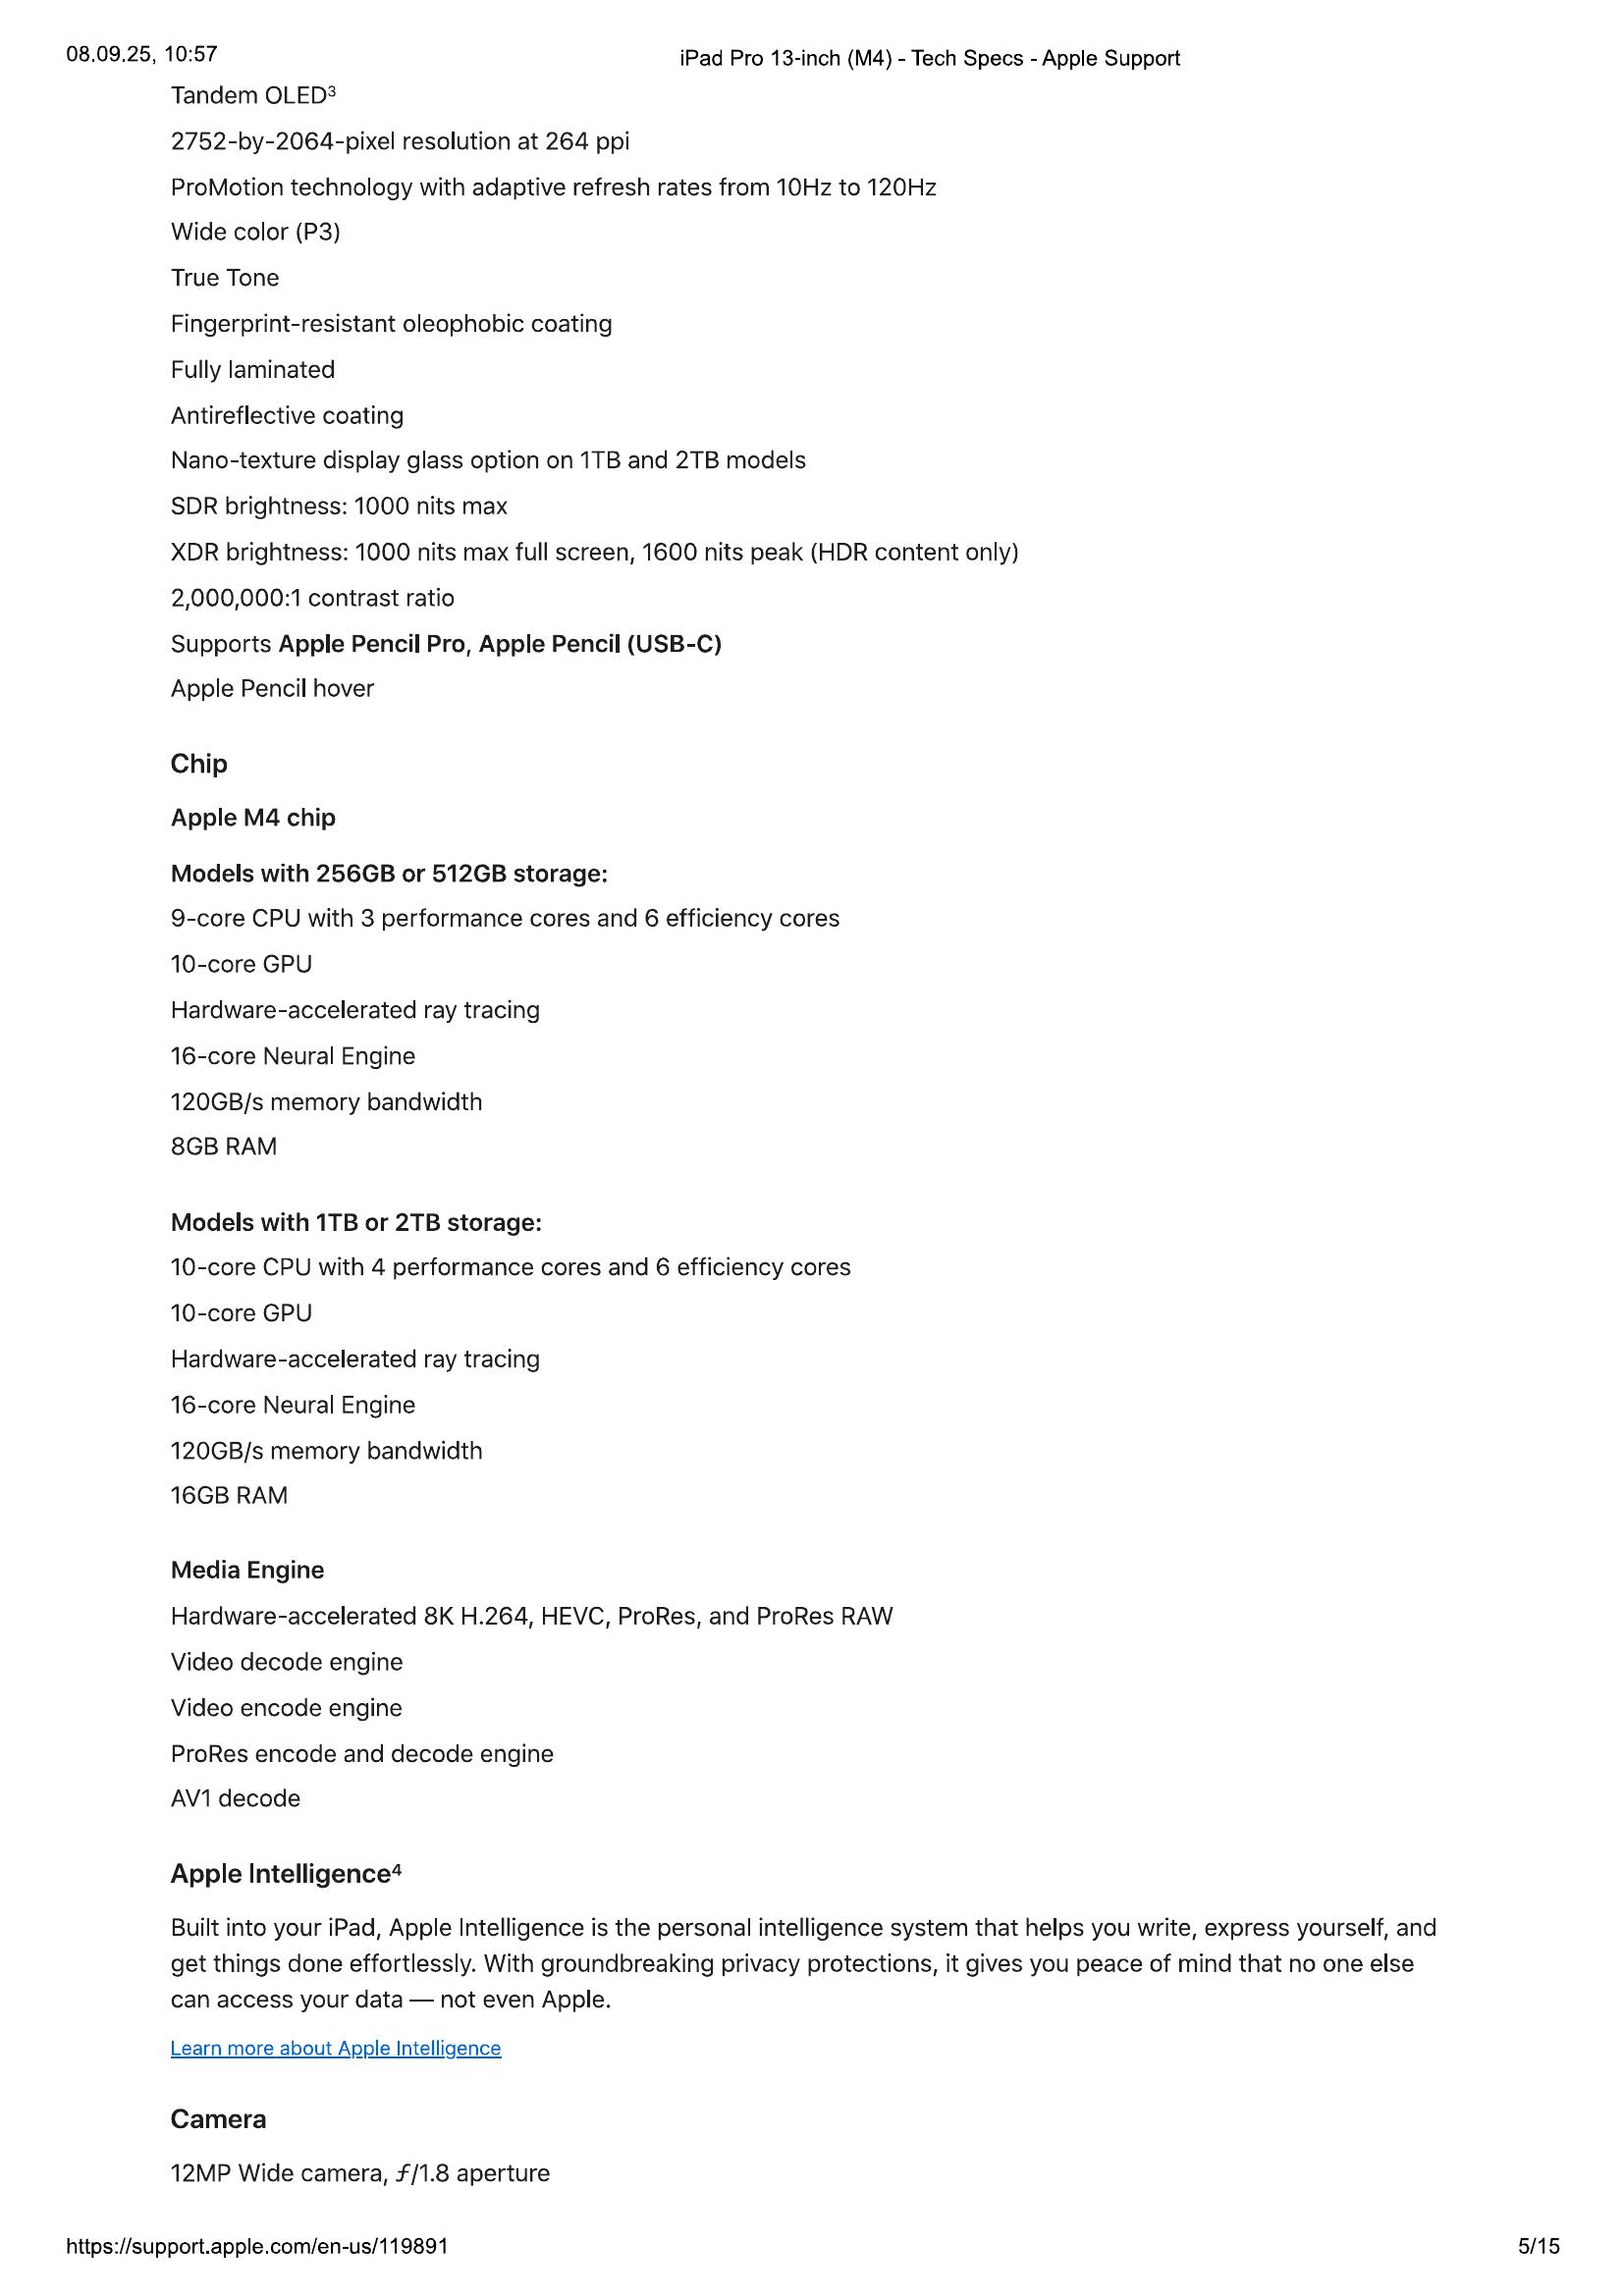 08.09.25, 10:57
iPad Pro 13-inch (M4) - Tech Specs - Apple Support
Tandem OLED³
2752-by-2064-pixel resolution at 264 ppi
ProMotion technology with adaptive refresh rates from 10Hz to 120Hz
Wide color (P3)
True Tone
Fingerprint-resistant oleophobic coating
Fully laminated
Antireflective coating
Nano-texture display glass option on 1TB and 2TB models
SDR brightness: 1000 nits max
XDR brightness: 1000 nits max full screen, 1600 nits peak (HDR content only)
2,000,000:1 contrast ratio
Supports Apple Pencil Pro, Apple Pencil (USB-C)
Apple Pencil hover
Chip
Apple M4 chip
Models with 256GB or 512GB storage:
9-core CPU with 3 performance cores and 6 efficiency cores
10-core GPU
Hardware-accelerated ray tracing
16-core Neural Engine
120GB/s memory bandwidth
8GB RAM
Models with 1TB or 2TB storage:
10-core CPU with 4 performance cores and 6 efficiency cores
10-core GPU
Hardware-accelerated ray tracing
16-core Neural Engine
120GB/s memory bandwidth
16GB RAM
Media Engine
Hardware-accelerated 8K H.264, HEVC, ProRes, and ProRes RAW
Video decode engine
Video encode engine
ProRes encode and decode engine
AV1 decode
Apple Intelligence⁴
Built into your iPad, Apple Intelligence is the personal intelligence system that helps you write, express yourself, and
get things done effortlessly. With groundbreaking privacy protections, it gives you peace of mind that no one else
can access your data — not even Apple.
Learn more about Apple Intelligence
Camera
12MP Wide camera, ƒ/1.8 aperture
https://support.apple.com/en-us/119891
5/15